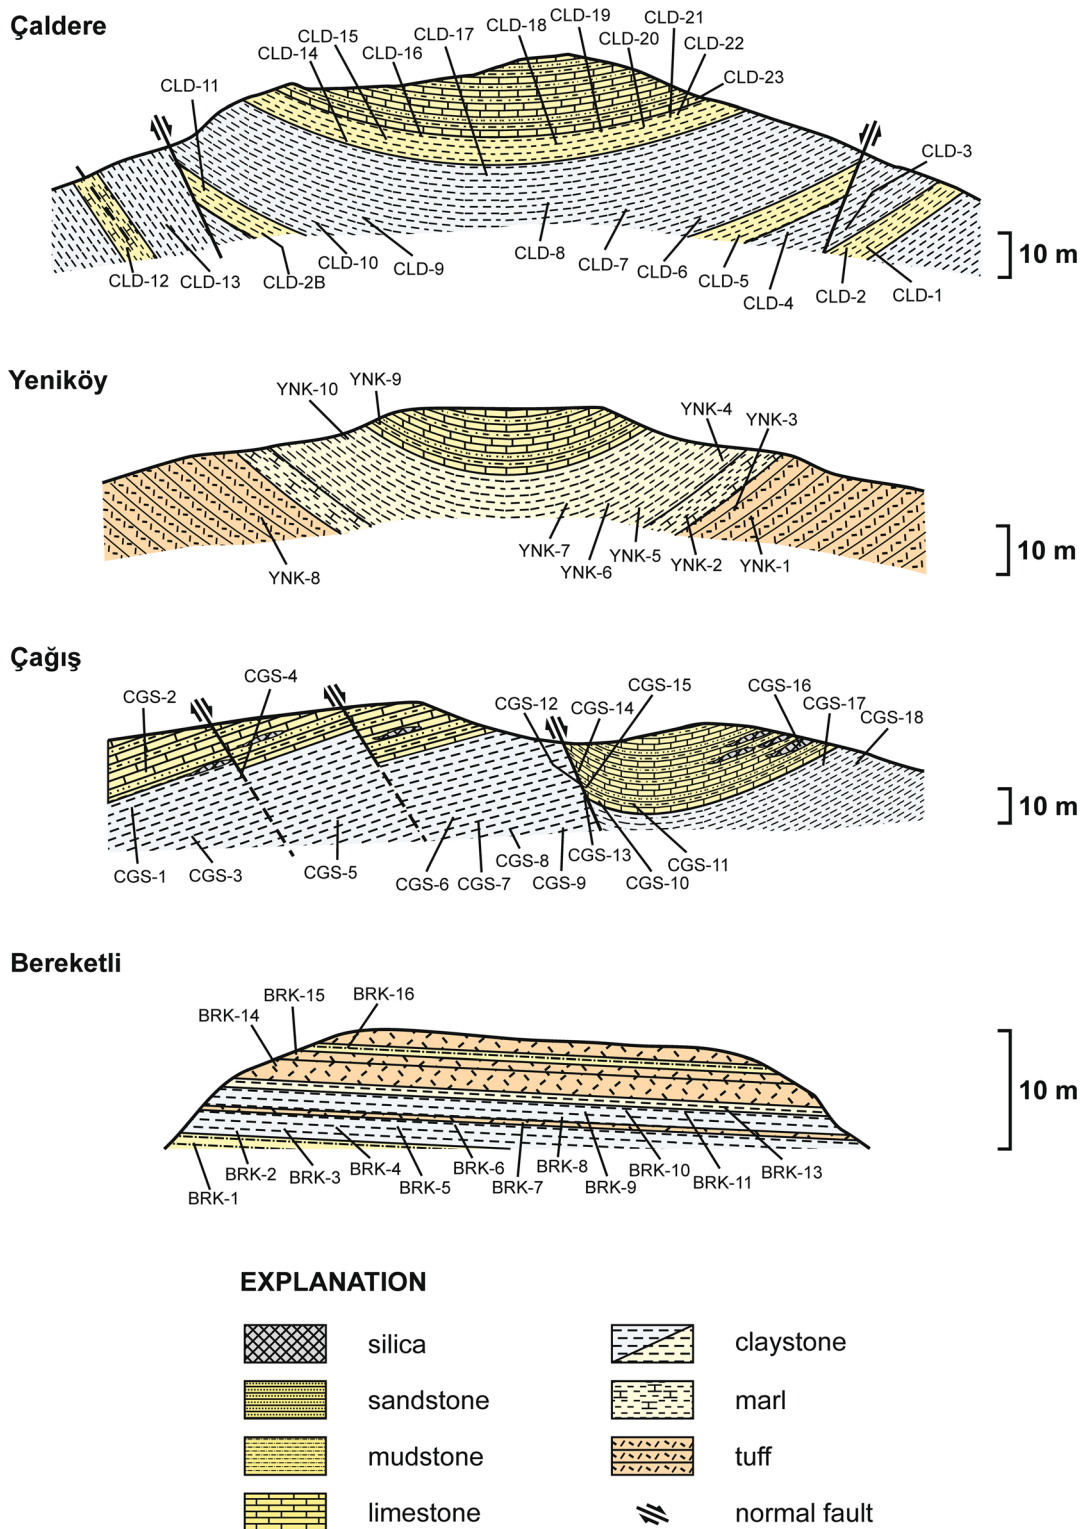 Çaldere
CLD-11
CLD-14
CLD-15
CLD-16
CLD-17
CLD-18
CLD-19
CLD-20
CLD-21
CLD-22
CLD-23
CLD-3
CLD-12
CLD-13
CLD-2B
CLD-10
CLD-9
CLD-8
CLD-7
CLD-6
CLD-5
CLD-4
CLD-2
CLD-1
10 m
Yeniköy
YNK-10
YNK-9
YNK-4
YNK-3
YNK-8
YNK-7
YNK-6
YNK-5
YNK-2
YNK-1
10 m
Çağış
CGS-2
CGS-4
CGS-12
CGS-14
CGS-15
CGS-16
CGS-17
CGS-18
CGS-1
CGS-3
CGS-5
CGS-6
CGS-7
CGS-8
CGS-9
CGS-13
CGS-10
CGS-11
10 m
Bereketli
BRK-14
BRK-15
BRK-16
BRK-1
BRK-2
BRK-3
BRK-4
BRK-5
BRK-6
BRK-7
BRK-8
BRK-9
BRK-10
BRK-11
BRK-13
10 m
EXPLANATION
silica
claystone
sandstone
marl
mudstone
tuff
limestone
normal fault